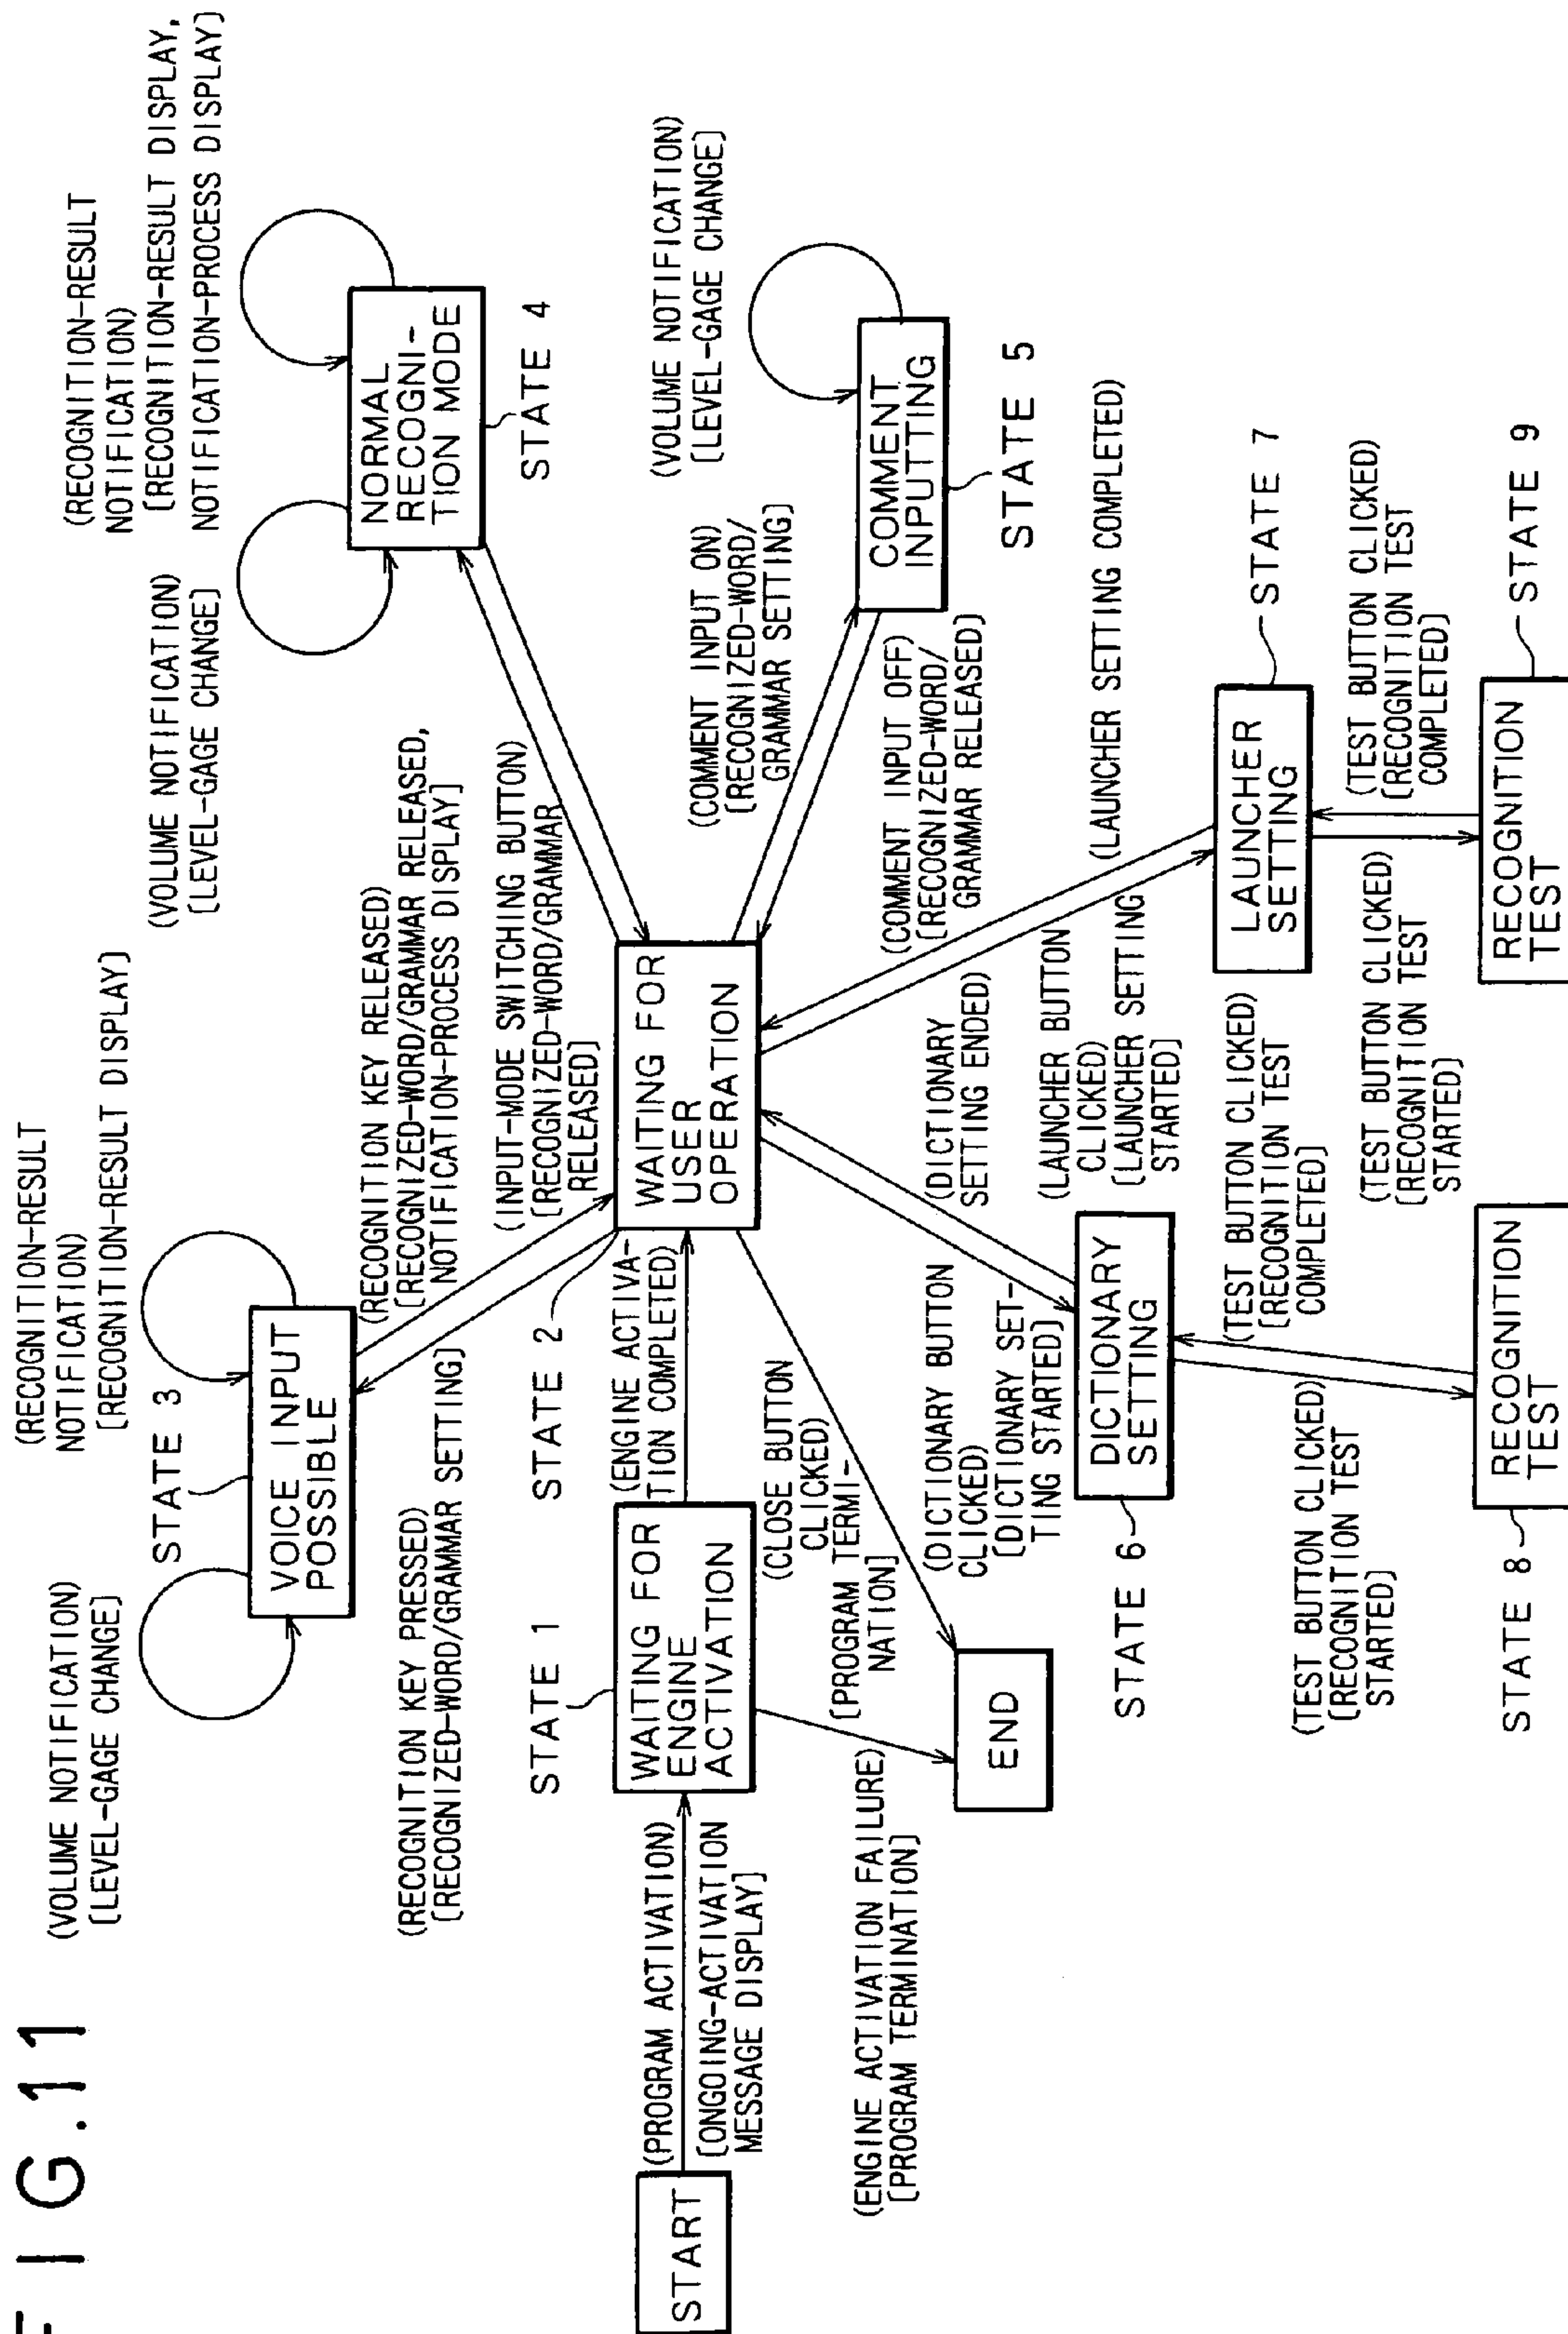 F I G.11
(VOLUME NOTIFICATION)
[LEVEL-GAGE CHANGE]
(RECOGNITION-RESULT
NOTIFICATION)
[RECOGNITION-RESULT DISPLAY]
STATE 3
VOICE INPUT
POSSIBLE
(VOLUME NOTIFICATION)
[LEVEL-GAGE CHANGE]
(RECOGNITION-RESULT
NOTIFICATION)
[RECOGNITION-RESULT DISPLAY,
NOTIFICATION-PROCESS DISPLAY]
NORMAL
RECOGNI-
TION MODE
STATE 4
(RECOGNITION KEY PRESSED)
[RECOGNIZED-WORD/GRAMMAR SETTING]
(RECOGNITION KEY RELEASED)
[RECOGNIZED-WORD/GRAMMAR RELEASED,
NOTIFICATION-PROCESS DISPLAY]
(INPUT-MODE SWITCHING BUTTON)
[RECOGNIZED-WORD/GRAMMAR
RELEASED]
START
(PROGRAM ACTIVATION)
[ONGOING-ACTIVATION
MESSAGE DISPLAY]
STATE 1
WAITING FOR
ENGINE
ACTIVATION
STATE 2
(ENGINE ACTIVA-
TION COMPLETED)
WAITING FOR
USER
OPERATION
(COMMENT INPUT ON)
[RECOGNIZED-WORD/
GRAMMAR SETTING]
(VOLUME NOTIFICATION)
[LEVEL-GAGE CHANGE]
COMMENT
INPUTTING
STATE 5
(COMMENT INPUT OFF)
[RECOGNIZED-WORD/
GRAMMAR RELEASED]
(ENGINE ACTIVATION FAILURE)
[PROGRAM TERMINATION]
(CLOSE BUTTON
CLICKED)
[PROGRAM TERMI-
NATION]
END
(DICTIONARY BUTTON
CLICKED)
[DICTIONARY SET-
TING STARTED]
(DICTIONARY
SETTING ENDED)
(LAUNCHER BUTTON
CLICKED)
[LAUNCHER SETTING
STARTED]
(LAUNCHER SETTING COMPLETED)
STATE 6
DICTIONARY
SETTING
LAUNCHER
SETTING
STATE 7
(TEST BUTTON CLICKED)
[RECOGNITION TEST
STARTED]
(TEST BUTTON CLICKED)
[RECOGNITION TEST
COMPLETED]
(TEST BUTTON CLICKED)
[RECOGNITION TEST
STARTED]
(TEST BUTTON CLICKED)
[RECOGNITION TEST
COMPLETED]
STATE 8
RECOGNITION
TEST
RECOGNITION
TEST
STATE 9